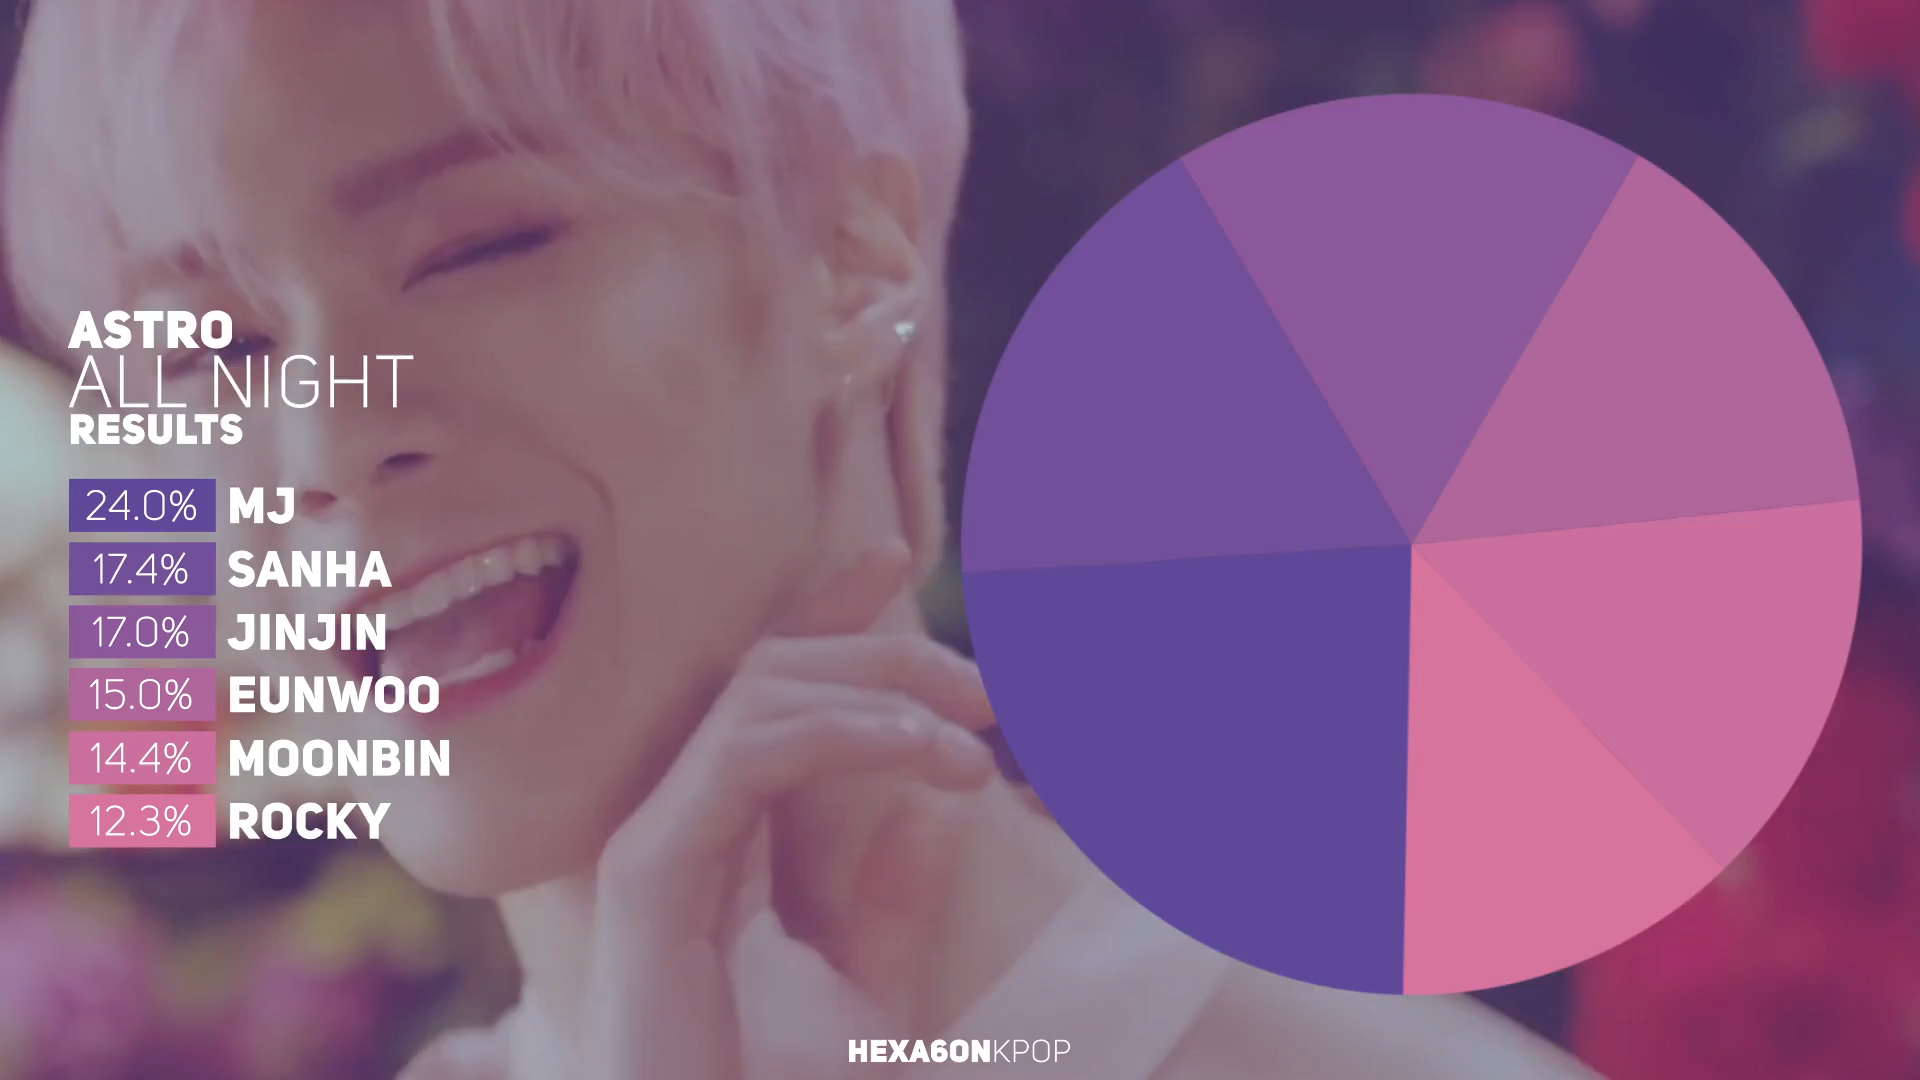 ASTRO
ALL NIGHT
RESULTS
24.0% MJ
17.4% SANHA
17.0% JINJIN
15.0% EUNWOO
14.4% MOONBIN
12.3% ROCKY
HEXA6ONKPOP